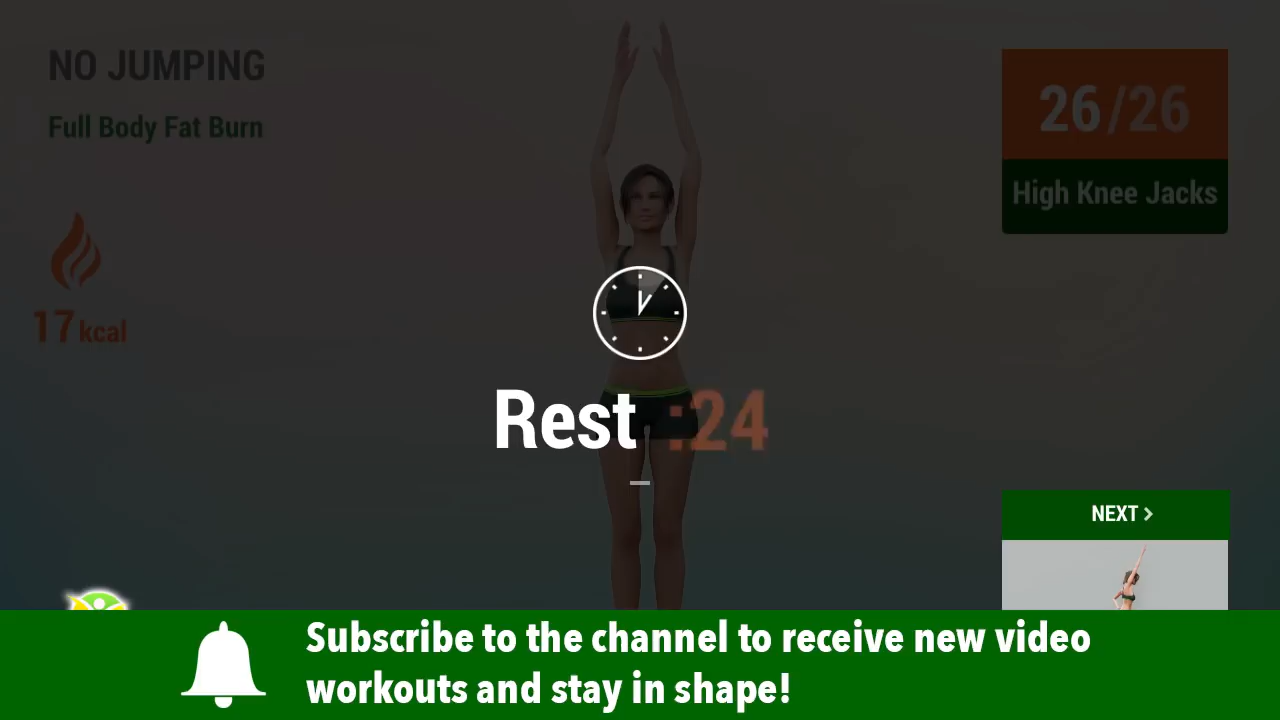 NO JUMPING
Full Body Fat Burn
26/26
High Knee Jacks
17 kcal
Rest :24
NEXT >
Subscribe to the channel to receive new video
workouts and stay in shape!